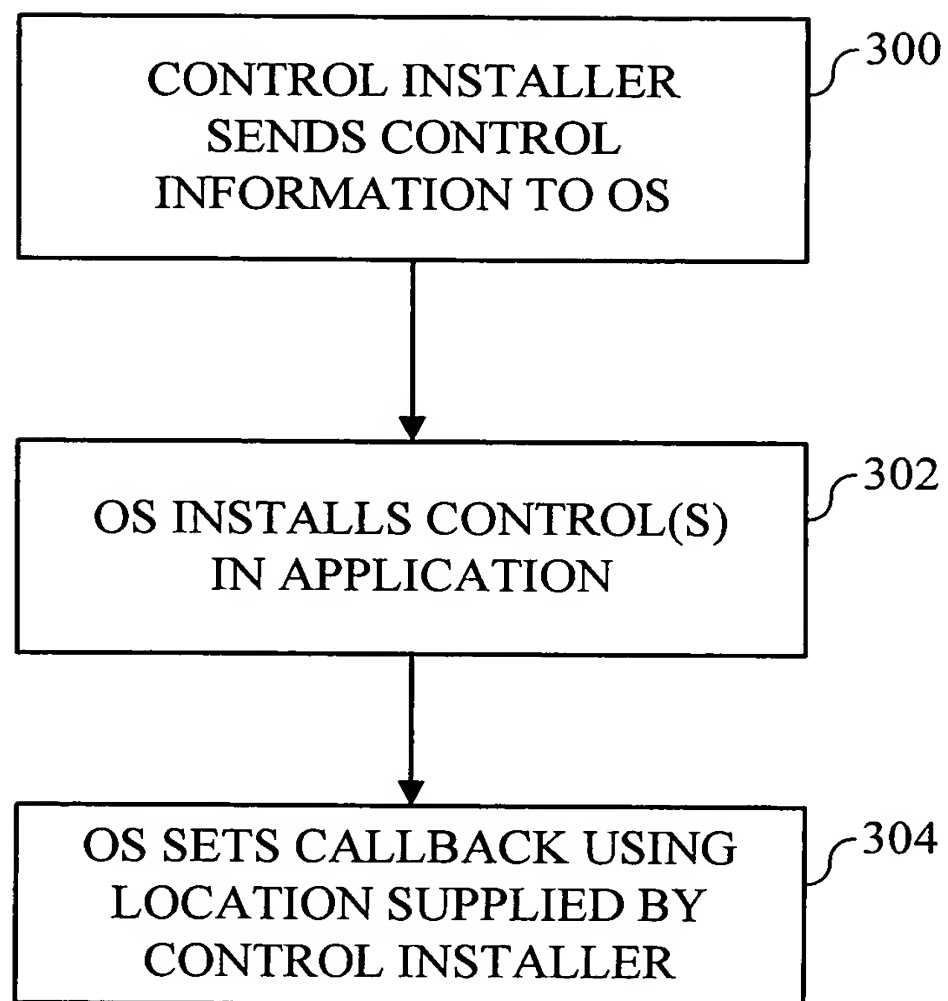 CONTROL INSTALLER
SENDS CONTROL
INFORMATION TO OS
300
OS INSTALLS CONTROL(S)
IN APPLICATION
302
OS SETS CALLBACK USING
LOCATION SUPPLIED BY
CONTROL INSTALLER
304